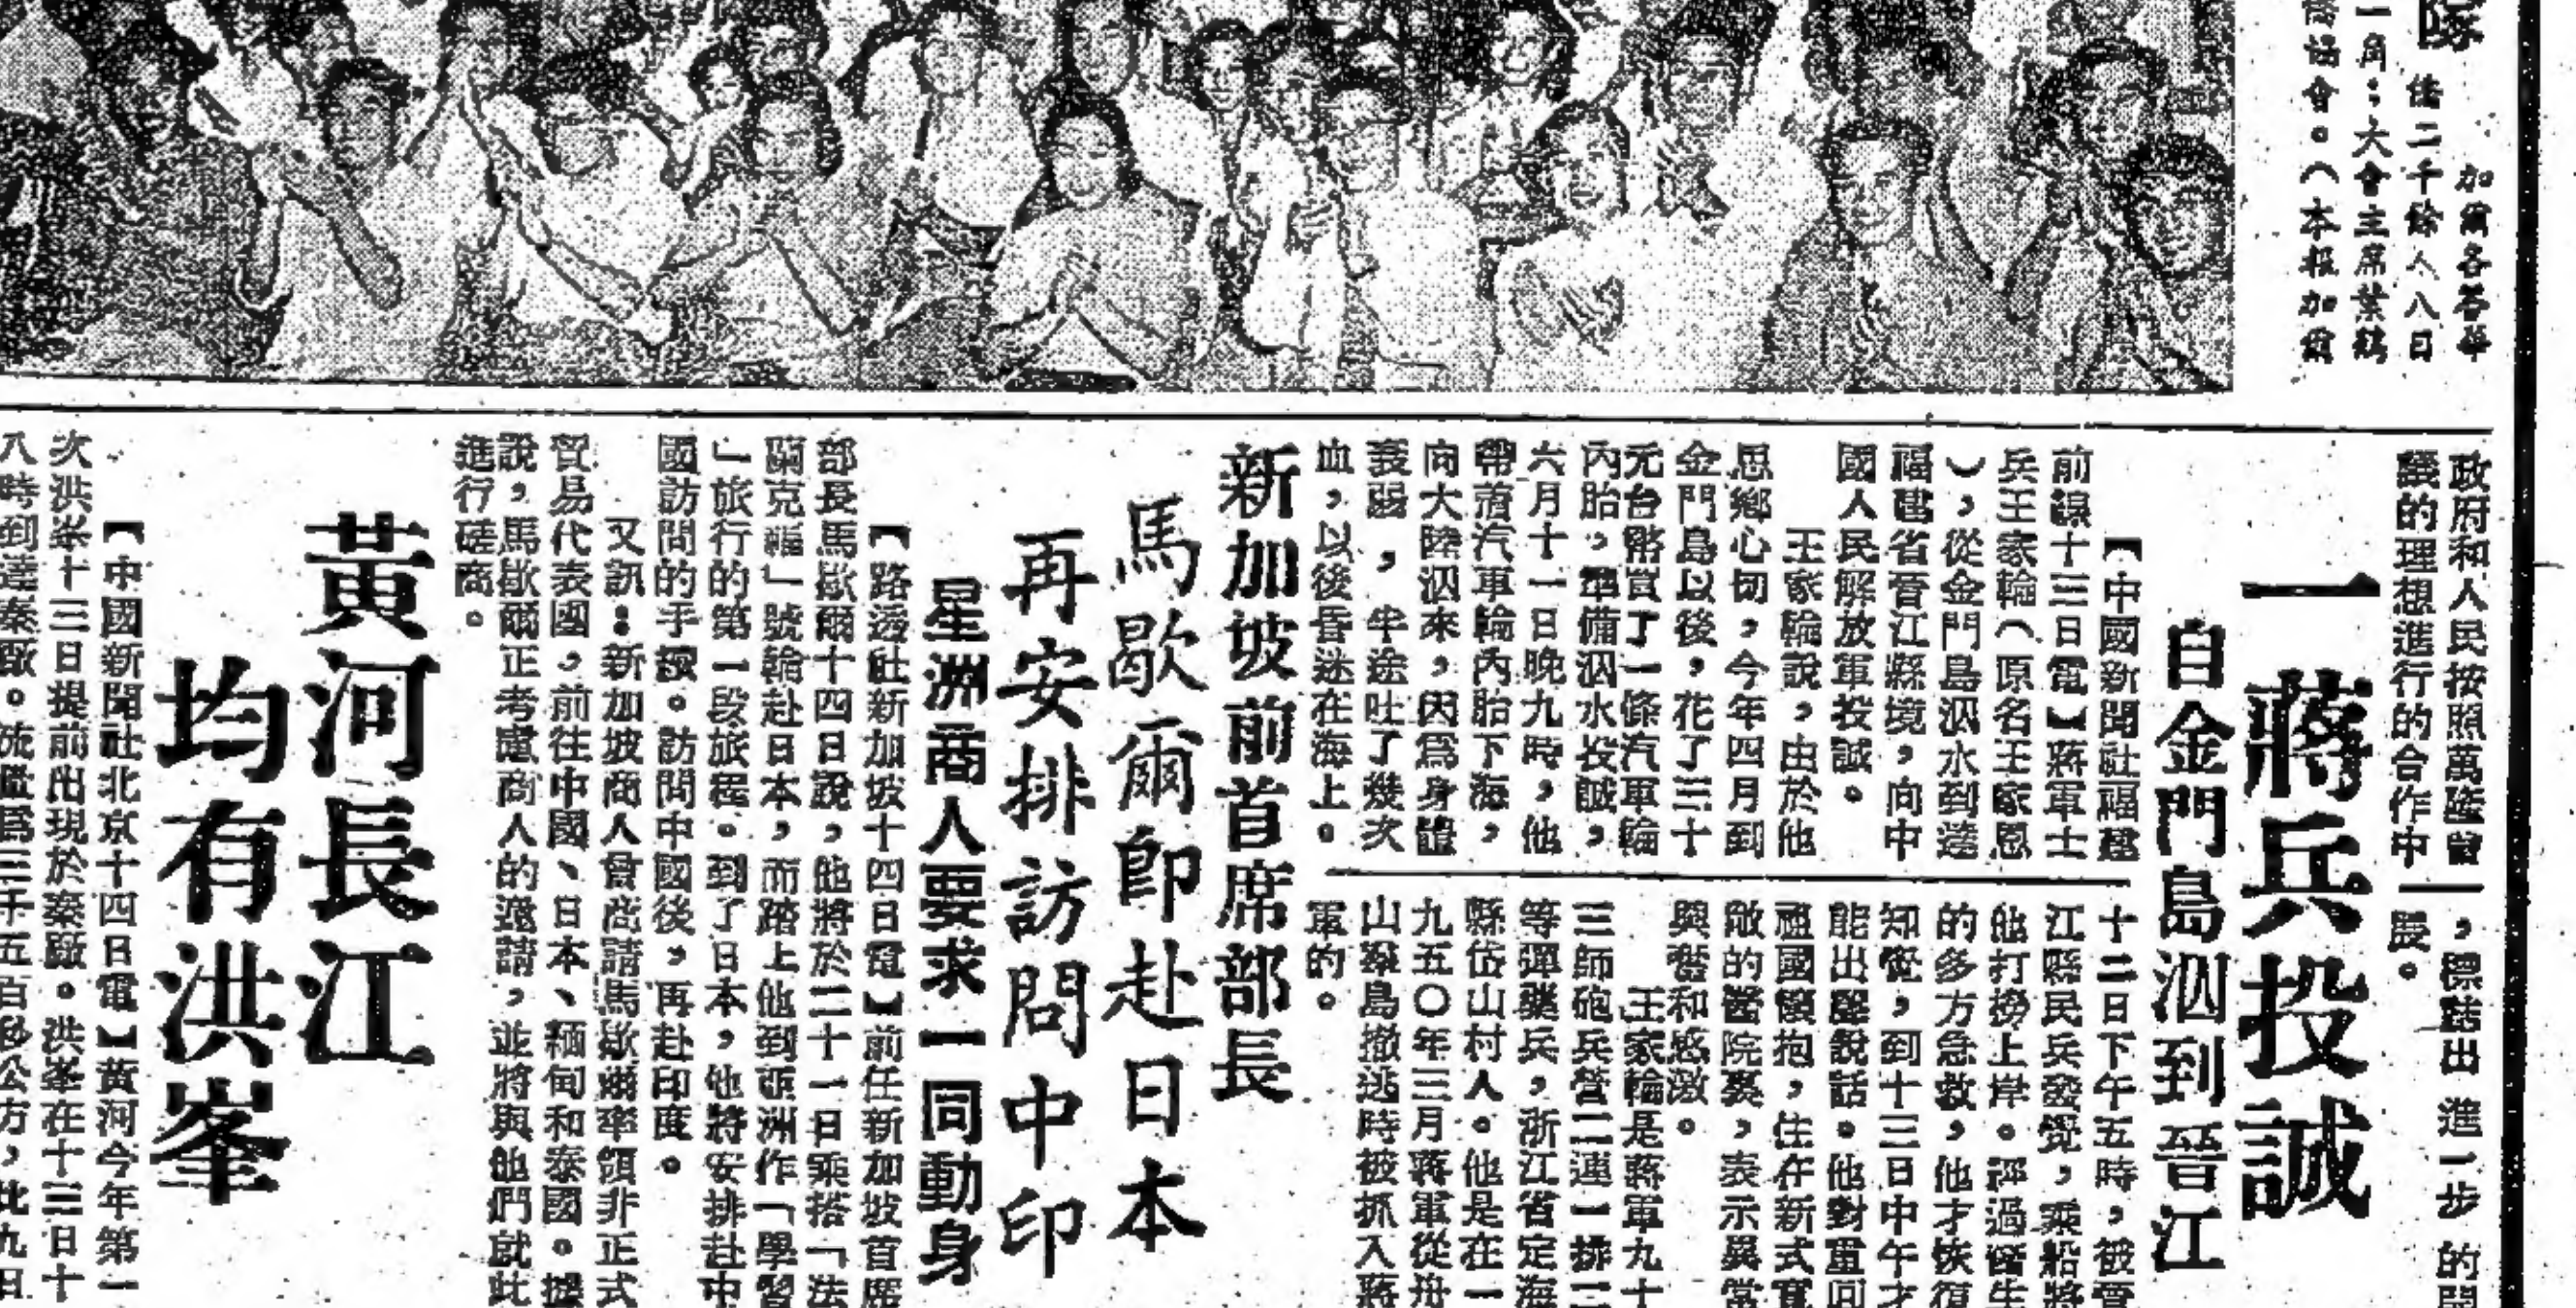 隊
加爾各答華
僑二千餘人八日
一角：大會主席葉鶴
商協會。（本報加爾
政府和人民按照萬隆會
議的理想進行的合作中
，標誌出 進一步 的
展。
一蔣兵投誠
自金門島泅到晉江
【中國新聞社福建
前線十三日電】蔣軍士
兵王家輪（原名王家恩
），從金門島泅水到達
福建省晉江縣境，向中
國人民解放軍投誠。
王家輪說，由於他
思鄉心切，今年四月到
金門島以後，花了三十
元台幣買了一條汽車輪
內胎，準備泅水投誠，
六月十一日晚九時，他
帶着汽車輪內胎下海，
向大陸泅來，因爲身體
衰弱，半途吐了幾次
血，以後昏迷在海上。
十二日下午五時，被晋
江縣民兵發覺，乘船將
他打撈上岸。經過醫生
的多方急救，他才恢復
知覺，到十三日中午才
能出聲說話。他對重回
祖國懷抱，住在新式寬
敞的醫院裏，表示異常
興奮和感激。
王家輪是蔣軍九十
三師砲兵營二連一排二
等彈藥兵，浙江省定海
縣岱山村人。他是在一
九五〇年三月蔣軍從舟
山羣島撤逃時被抓入蔣
軍的。
新加坡前首席部長
馬歇爾卽赴日本
再安排訪問中印
星洲商人要求一同動身
【路透社新加坡十四日電】前任新加坡首席
部長馬歇爾十四日說，他將於二十一日乘搭「法
蘭克福」號輪赴日本，而踏上他到亞洲作「學習
」旅行的第一段旅程。到了日本，他將安排赴中
國訪問的手續。訪問中國後，再赴印度。
又訊：新加坡商人曾商請馬歇爾率領非正式
貿易代表團，前往中國、日本、緬甸和泰國。據
說，馬歇爾正考慮商人的邀請，並將與他們就此
進行磋商。
黃河長江
均有洪峯
【中國新聞社北京十四日電】黃河今年第一
次洪峯十三日提前出現於秦廠。洪峯在十三日十
八時到達秦廠。流量爲三千五百秒公方，此九日